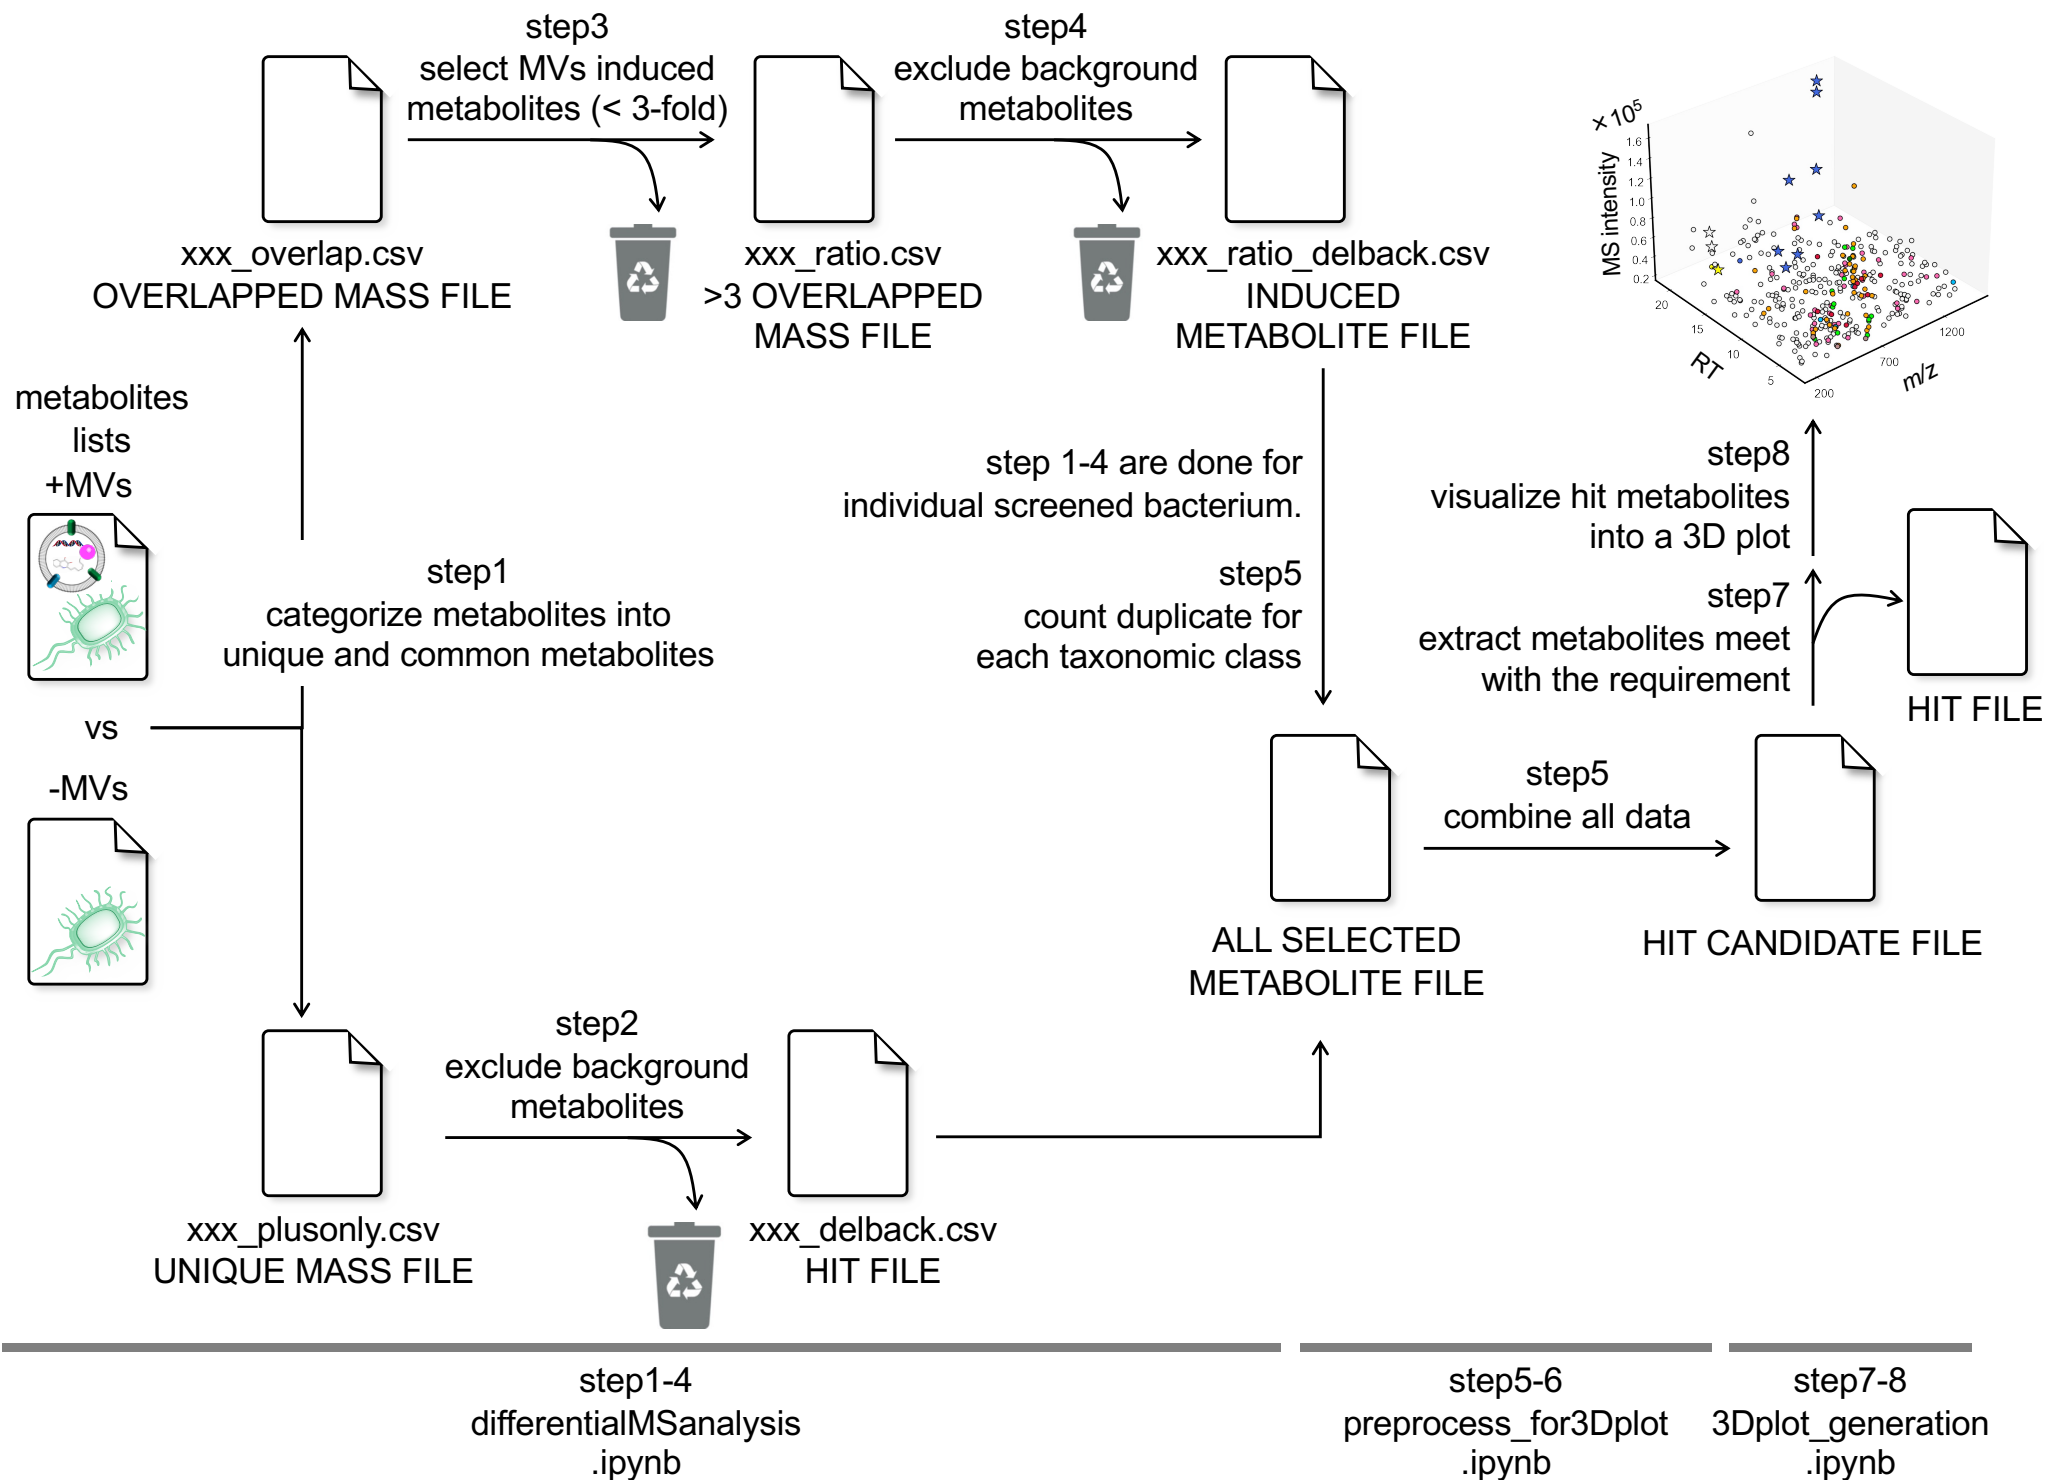 step3
select MVs induced
metabolites (< 3-fold)
step4
exclude background
metabolites
xxx_overlap.csv
OVERLAPPED MASS FILE
xxx_ratio.csv
>3 OVERLAPPED
MASS FILE
xxx_ratio_delback.csv
INDUCED
METABOLITE FILE
× 10⁵
MS intensity
1.6
1.4
1.2
1.0
0.8
0.6
0.4
0.2
20
15
10
5
RT
200
700
1200
m/z
metabolites
lists
+MVs
vs
-MVs
step1
categorize metabolites into
unique and common metabolites
step 1-4 are done for
individual screened bacterium.
step5
count duplicate for
each taxonomic class
step8
visualize hit metabolites
into a 3D plot
step7
extract metabolites meet
with the requirement
HIT FILE
step5
combine all data
ALL SELECTED
METABOLITE FILE
HIT CANDIDATE FILE
step2
exclude background
metabolites
xxx_plusonly.csv
UNIQUE MASS FILE
xxx_delback.csv
HIT FILE
step1-4
differentialMSanalysis
.ipynb
step5-6
preprocess_for3Dplot
.ipynb
step7-8
3Dplot_generation
.ipynb